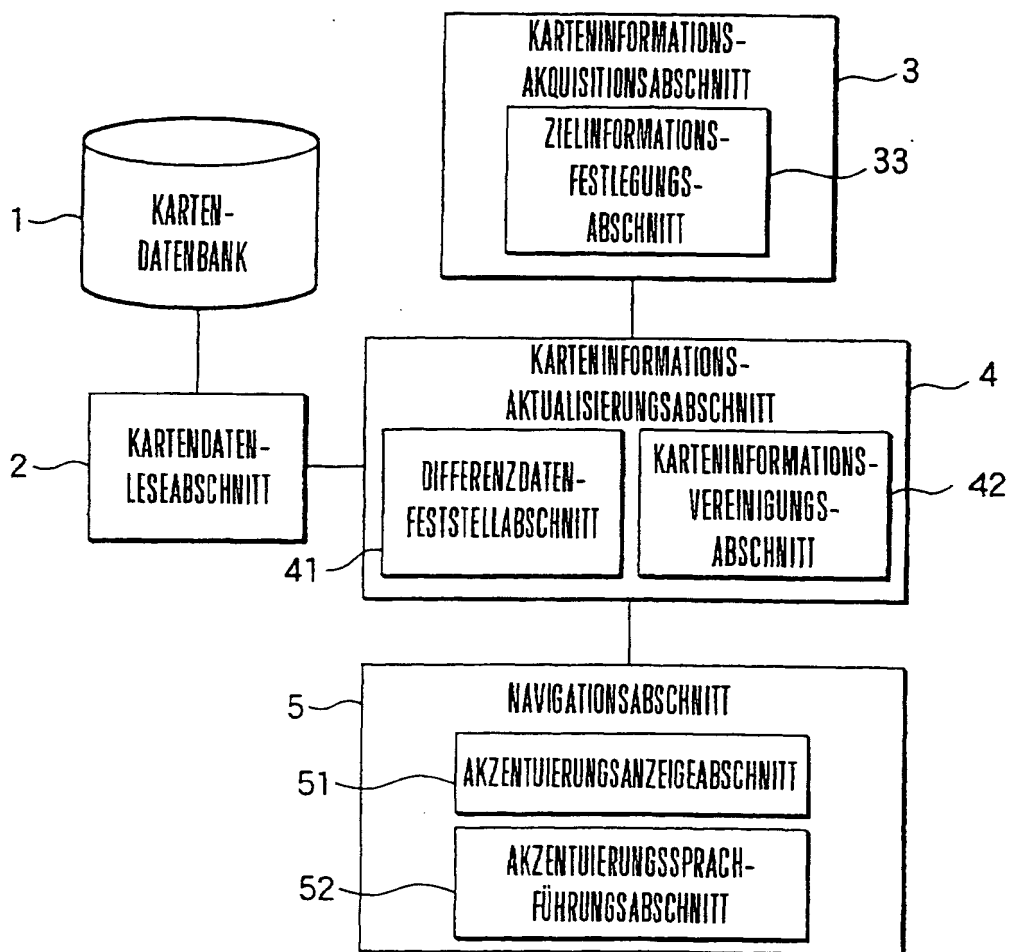 KARTENINFORMATIONS-
AKQUISITIONSABSCHNITT
3
ZIELINFORMATIONS-
FESTLEGUNGS-
ABSCHNITT
33
1
KARTEN-
DATENBANK
KARTENINFORMATIONS-
AKTUALISIERUNGSABSCHNITT
4
2
KARTENDATEN-
LESEABSCHNITT
DIFFERENZDATEN-
FESTSTELLABSCHNITT
41
KARTENINFORMATIONS-
VEREINIGUNGS-
ABSCHNITT
42
5
NAVIGATIONSABSCHNITT
51
AKZENTUIERUNGSANZEIGEABSCHNITT
52
AKZENTUIERUNGSSPRACH-
FÜHRUNGSABSCHNITT